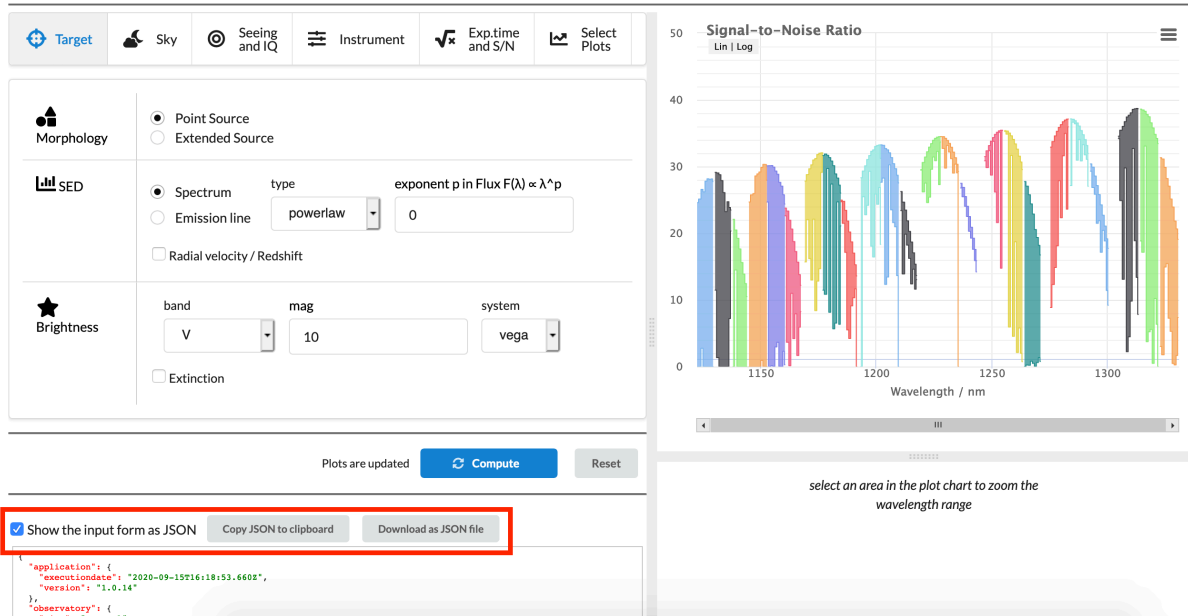 Target
Sky
Seeing
and IQ
Instrument
Exp.time
and S/N
Select
Plots
Morphology
Point Source
Extended Source
SED
Spectrum
Emission line
type
powerlaw
exponent p in Flux F(λ) ∝ λ^p
0
Radial velocity / Redshift
Brightness
band
V
mag
10
system
vega
Extinction
Plots are updated
Compute
Reset
Show the input form as JSON
Copy JSON to clipboard
Download as JSON file
{
"application": {
"executiondate": "2020-09-15T16:18:53.660Z",
"version": "1.0.14"
},
"observatory": {
Signal-to-Noise Ratio
Lin | Log
50
40
30
20
10
0
1150
1200
1250
1300
Wavelength / nm
select an area in the plot chart to zoom the
wavelength range